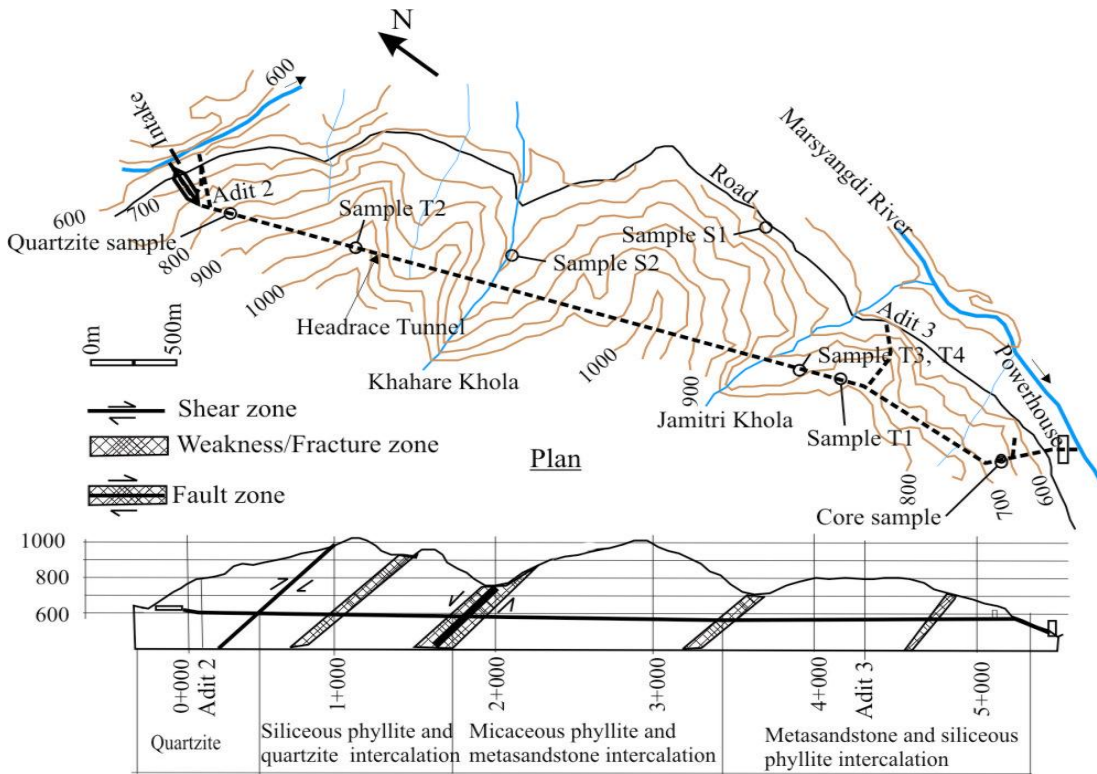 N
600
Intake
Adit 2
600
700
Quartzite sample
800
900
1000
Sample T2
Headrace Tunnel
Khahare Khola
Sample S2
Sample S1
Road
Marsyangdi River
1000
900
Adit 3
Sample T3, T4
Jamitri Khola
Sample T1
Powerhouse
800
700
600
Core sample
0m
500m
Shear zone
Weakness/Fracture zone
Fault zone
Plan
1000
800
600
0+000
Adit 2
1+000
2+000
3+000
4+000
Adit 3
5+000
Quartzite
Siliceous phyllite and
quartzite intercalation
Micaceous phyllite and
metasandstone intercalation
Metasandstone and siliceous
phyllite intercalation